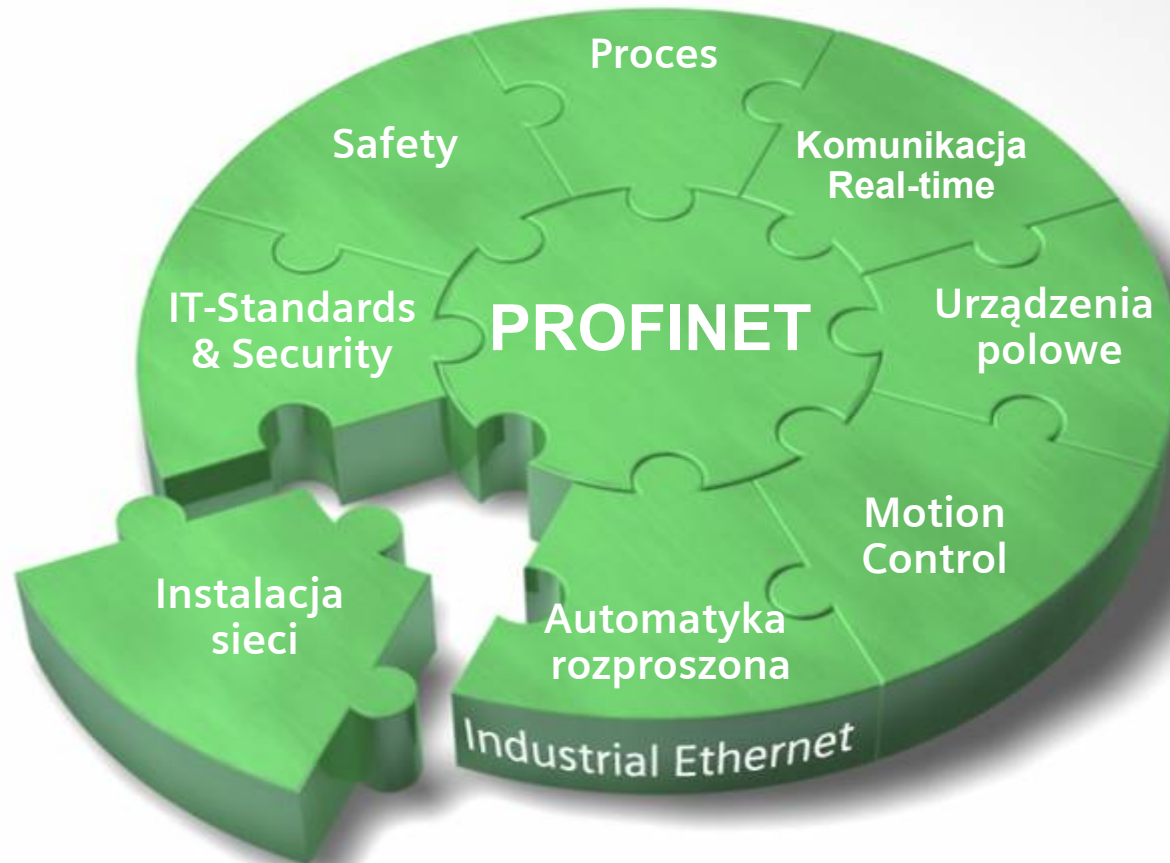 Proces
Safety
Komunikacja
Real-time
IT-Standards
& Security
PROFINET
Urządzenia
polowe
Motion
Control
Instalacja
sieci
Automatyka
rozproszona
Industrial Ethernet